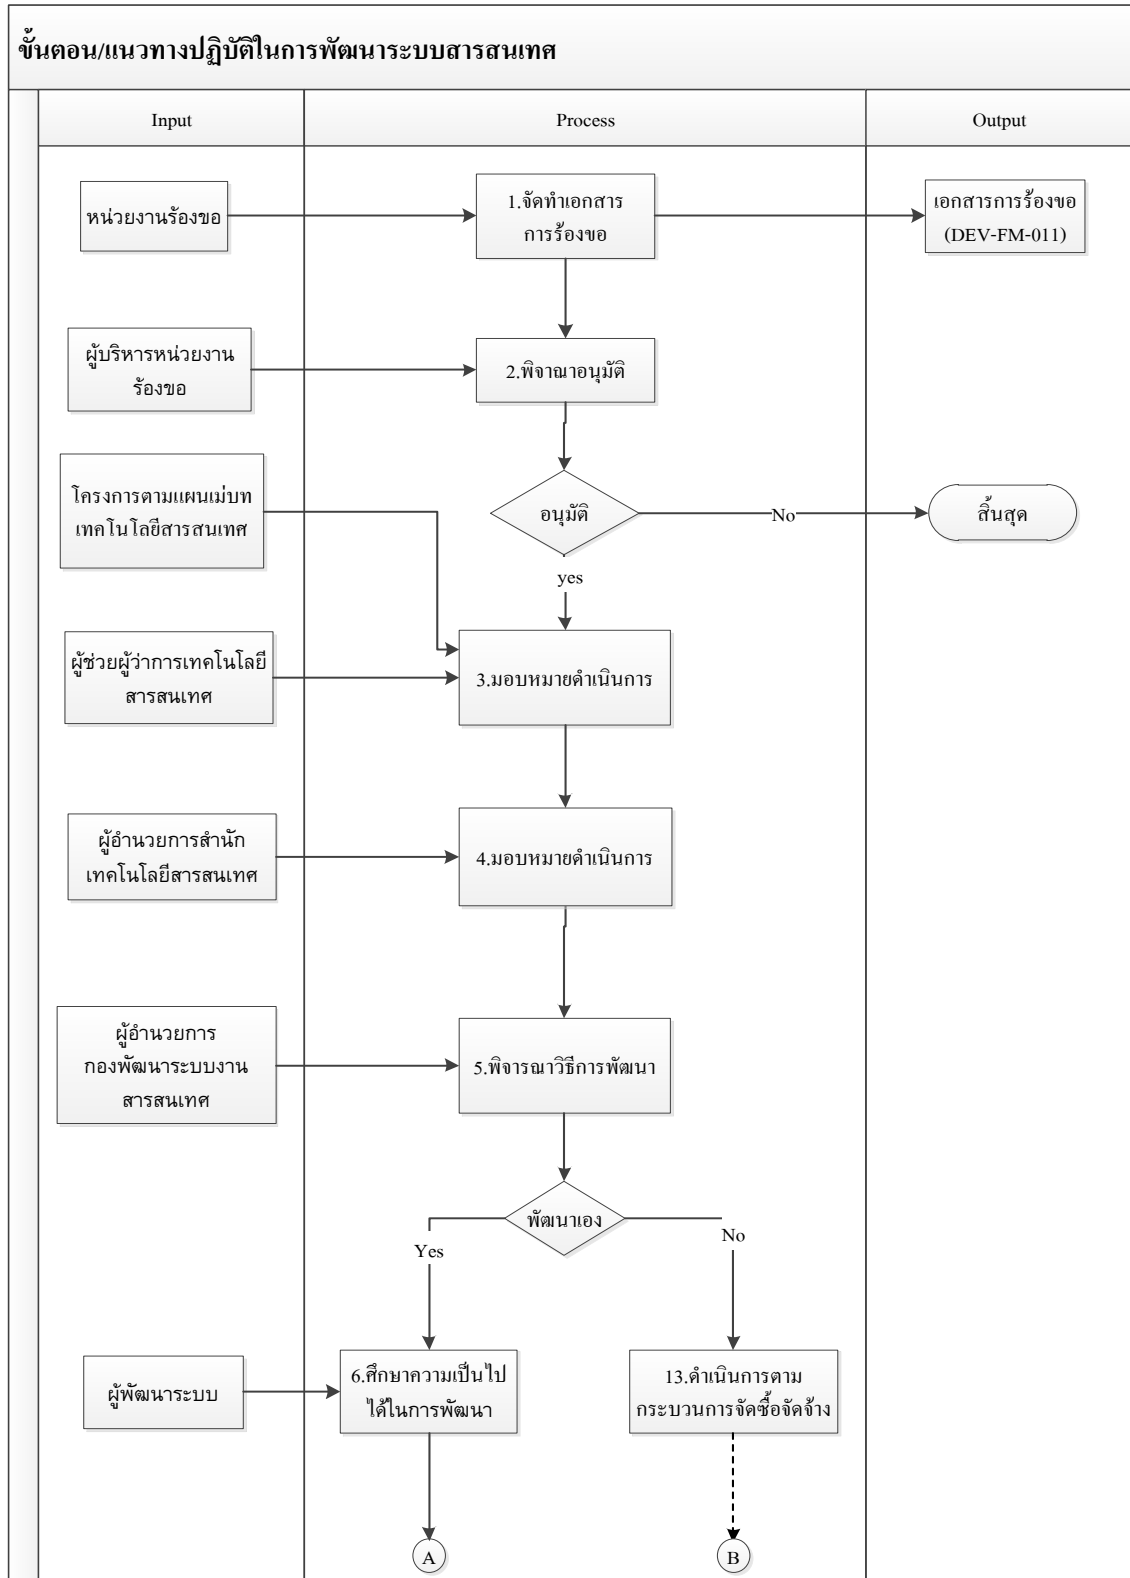 ขั้นตอน/แนวทางปฏิบัติในการพัฒนาระบบสารสนเทศ
Input
Process
Output
หน่วยงานร้องขอ
1.จัดทำเอกสาร
การร้องขอ
เอกสารการร้องขอ
(DEV-FM-011)
ผู้บริหารหน่วยงาน
ร้องขอ
2.พิจาณาอนุมัติ
โครงการตามแผนเม่บท
เทคโนโลยีสารสนเทศ
อนุมัติ
No
สิ้นสุด
yes
ผู้ช่วยผู้ว่าการเทคโนโลยี
สารสนเทศ
3.มอบหมายดำเนินการ
ผู้อำนวยการสำนัก
เทคโนโลยีสารสนเทศ
4.มอบหมายดำเนินการ
ผู้อำนวยการ
กองพัฒนาระบบงาน
สารสนเทศ
5.พิจารณาวิธีการพัฒนา
พัฒนาเอง
Yes
No
ผู้พัฒนาระบบ
6.ศึกษาความเป็นไป
ได้ในการพัฒนา
13.ดำเนินการตาม
กระบวนการจัดซื้อจัดจ้าง
A
B